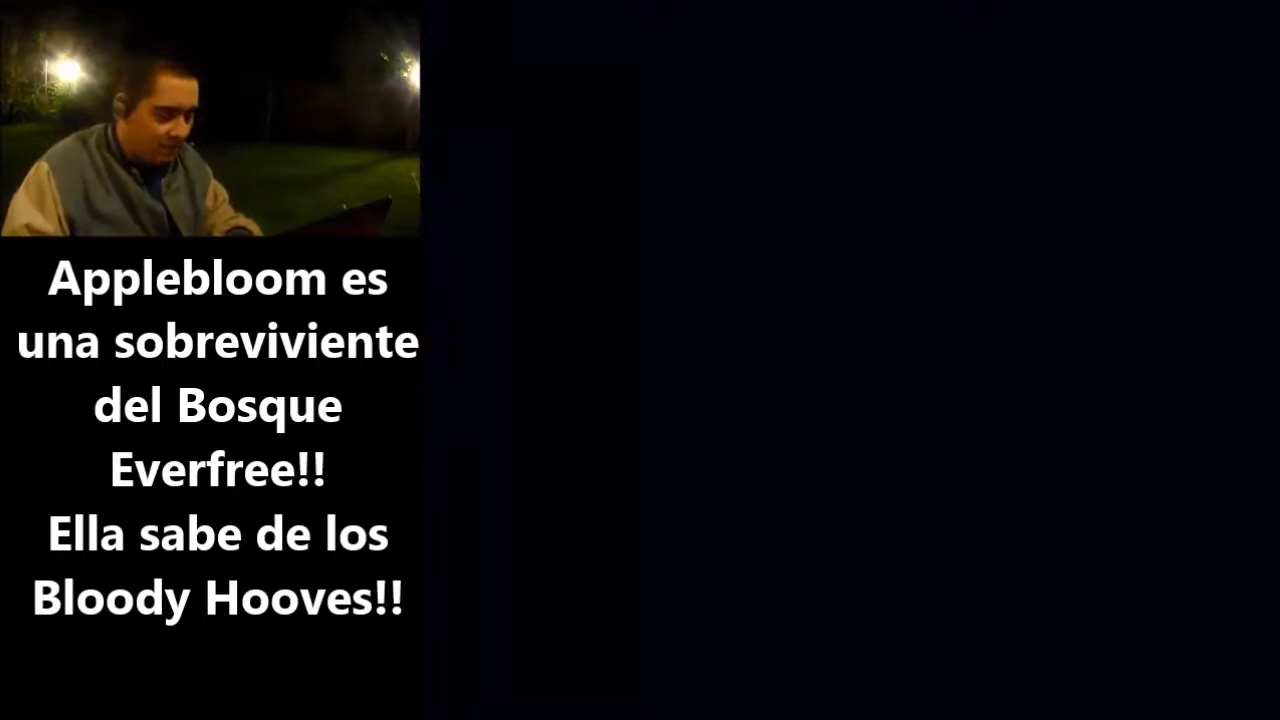 Applebloom es
una sobreviviente
del Bosque
Everfree!!
Ella sabe de los
Bloody Hooves!!